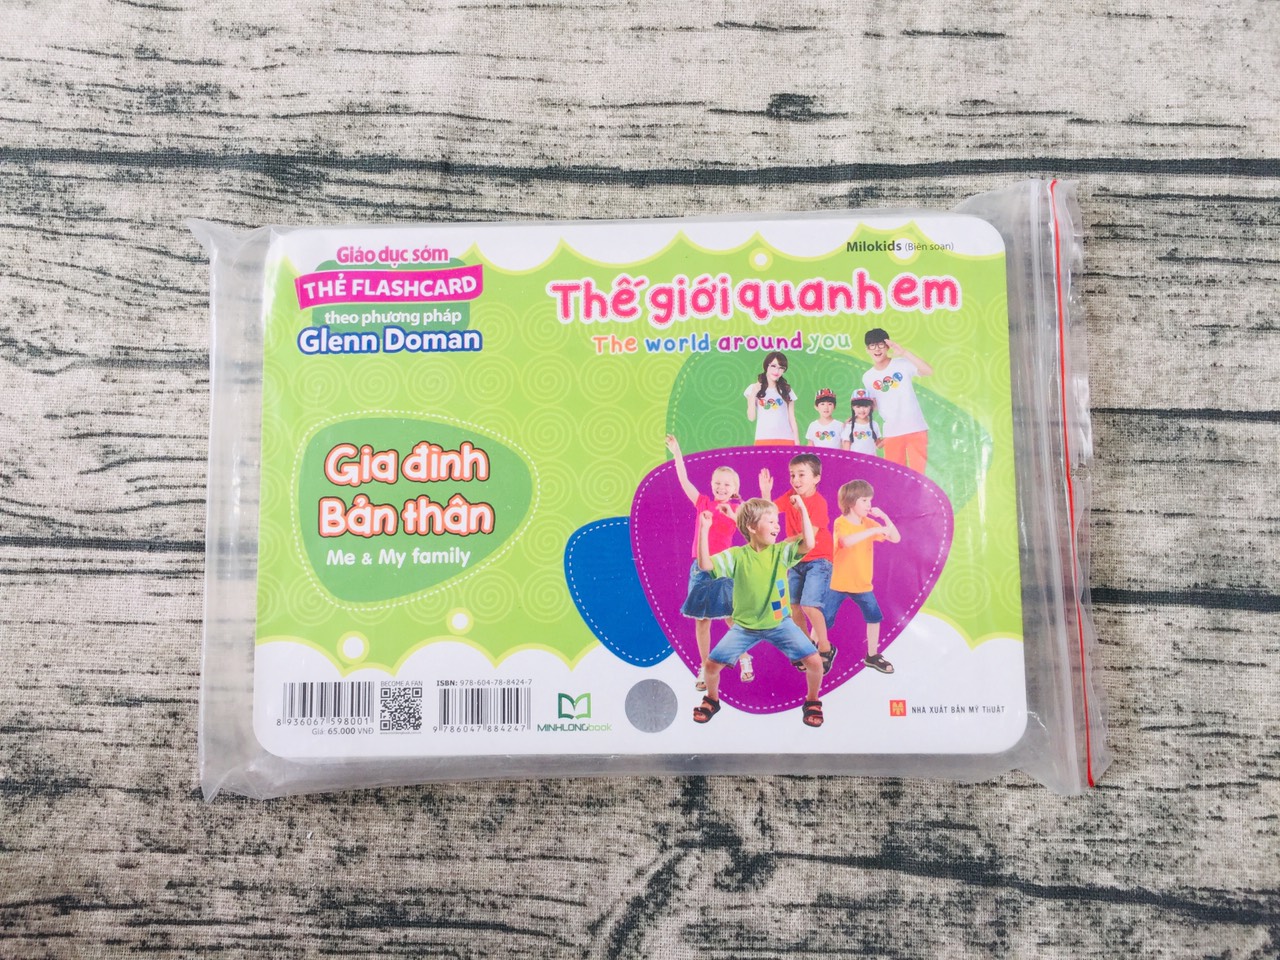 Giáo dục sớm
THẺ FLASHCARD
theo phương pháp
Glenn Doman
Milokids (Biên soạn)
Thế giới quanh em
The world around you
Gia đình
Bản thân
Me & My family
8 936067 598001
Giá: 65.000 VNĐ
BECOME A FAN
ISBN: 978-604-78-8424-7
9 786047 884247
MINHLONGbook
NHÀ XUẤT BẢN MỸ THUẬT